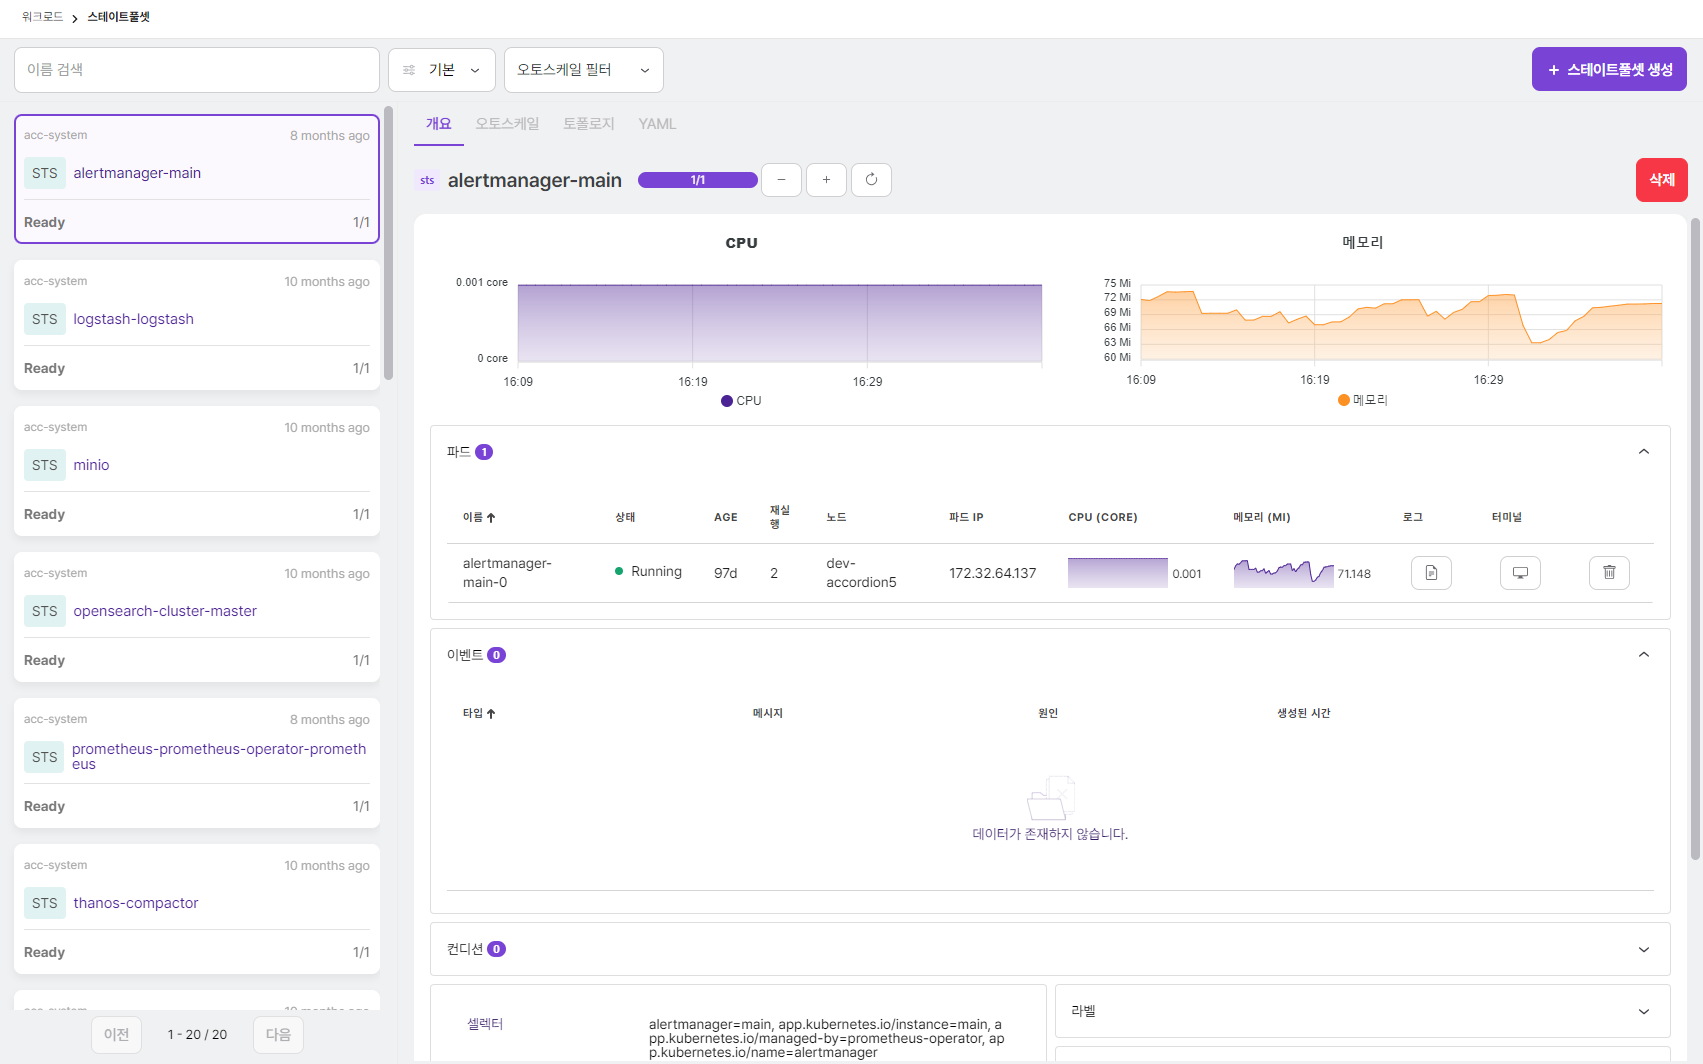 워크로드 > 스테이트풀셋
이름 검색
기본
오토스케일 필터
+ 스테이트풀셋 생성
acc-system 8 months ago
STS alertmanager-main
Ready 1/1
acc-system 10 months ago
STS logstash-logstash
Ready 1/1
acc-system 10 months ago
STS minio
Ready 1/1
acc-system 10 months ago
STS opensearch-cluster-master
Ready 1/1
acc-system 8 months ago
STS prometheus-prometheus-operator-prometh
eus
Ready 1/1
acc-system 10 months ago
STS thanos-compactor
Ready 1/1
acc-system 10 months ago
이전 1 - 20 / 20 다음
개요 오토스케일 토폴로지 YAML
sts alertmanager-main 1/1 − +
삭제
CPU
0.001 core
0 core
16:09 16:19 16:29
CPU
메모리
75 Mi
72 Mi
69 Mi
66 Mi
63 Mi
60 Mi
16:09 16:19 16:29
메모리
파드 1
이름 상태 AGE 재실
행 노드 파드 IP CPU (CORE) 메모리 (MI) 로그 터미널
alertmanager-
main-0 Running 97d 2 dev-
accordion5 172.32.64.137 0.001 71.148
이벤트 0
타입 메시지 원인 생성된 시간
데이터가 존재하지 않습니다.
컨디션 0
셀렉터 alertmanager=main, app.kubernetes.io/instance=main, a
pp.kubernetes.io/managed-by=prometheus-operator, ap
p.kubernetes.io/name=alertmanager
라벨